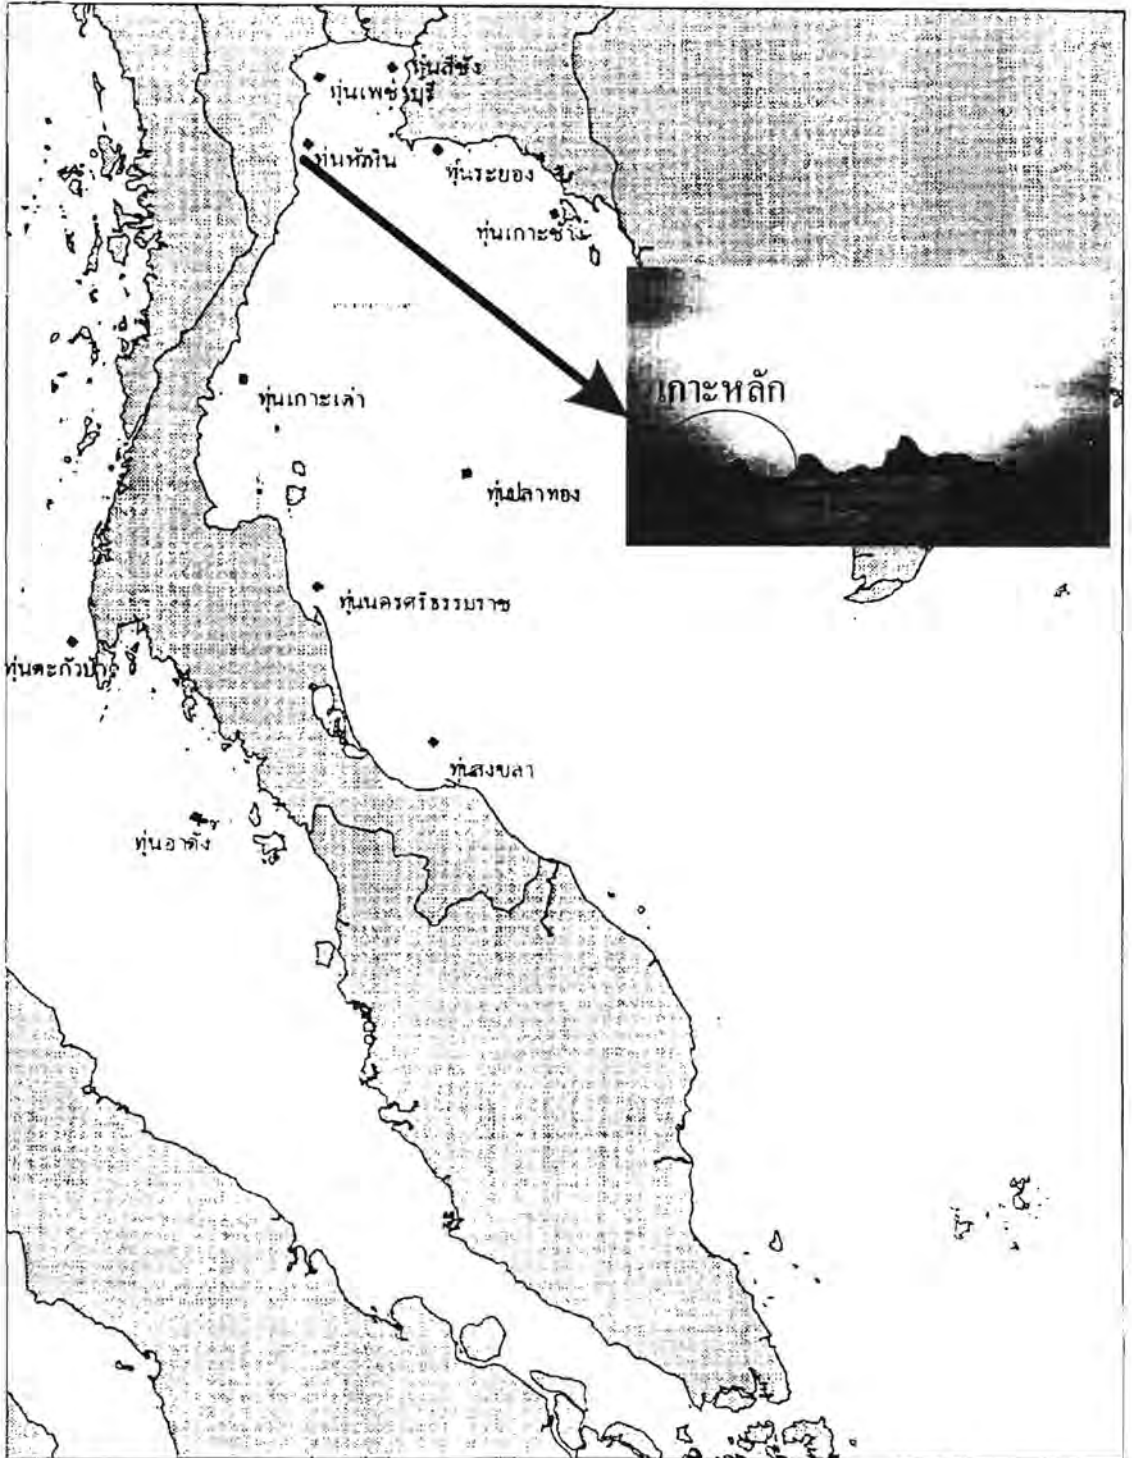 ทุ่นสีชัง
ทุ่นเพชรบุรี
ทุ่นหัวหิน
ทุ่นระยอง
ทุ่นเกาะช้าง
เกาะหลัก
ทุ่นเกาะเต่า
ทุ่นปลาทอง
ทุ่นนครศรีธรรมราช
ทุ่นตะกัวป่า
ทุ่นสงขลา
ทุ่นอาดัง